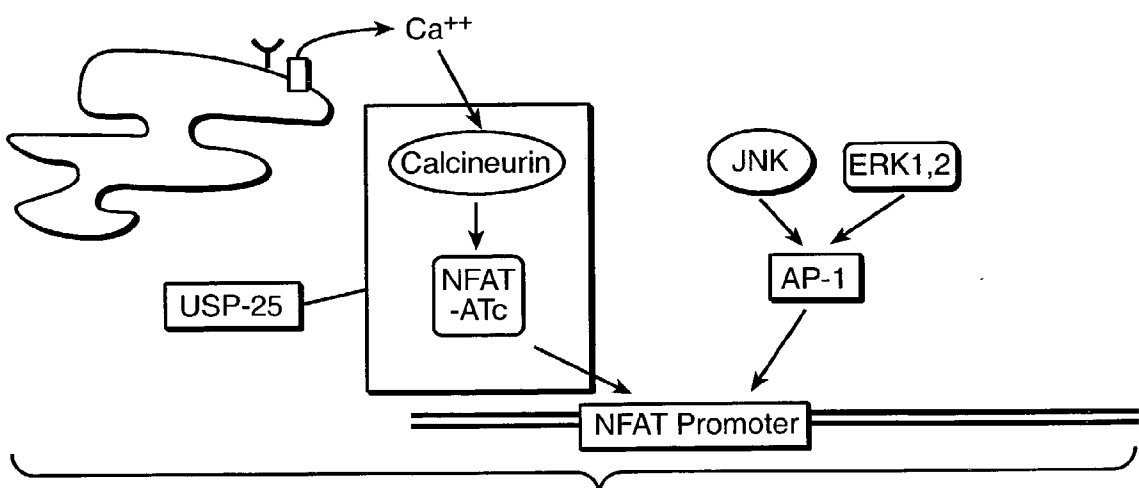 Ca++
Calcineurin
JNK
ERK1,2
NFAT
-ATc
AP-1
USP-25
NFAT Promoter